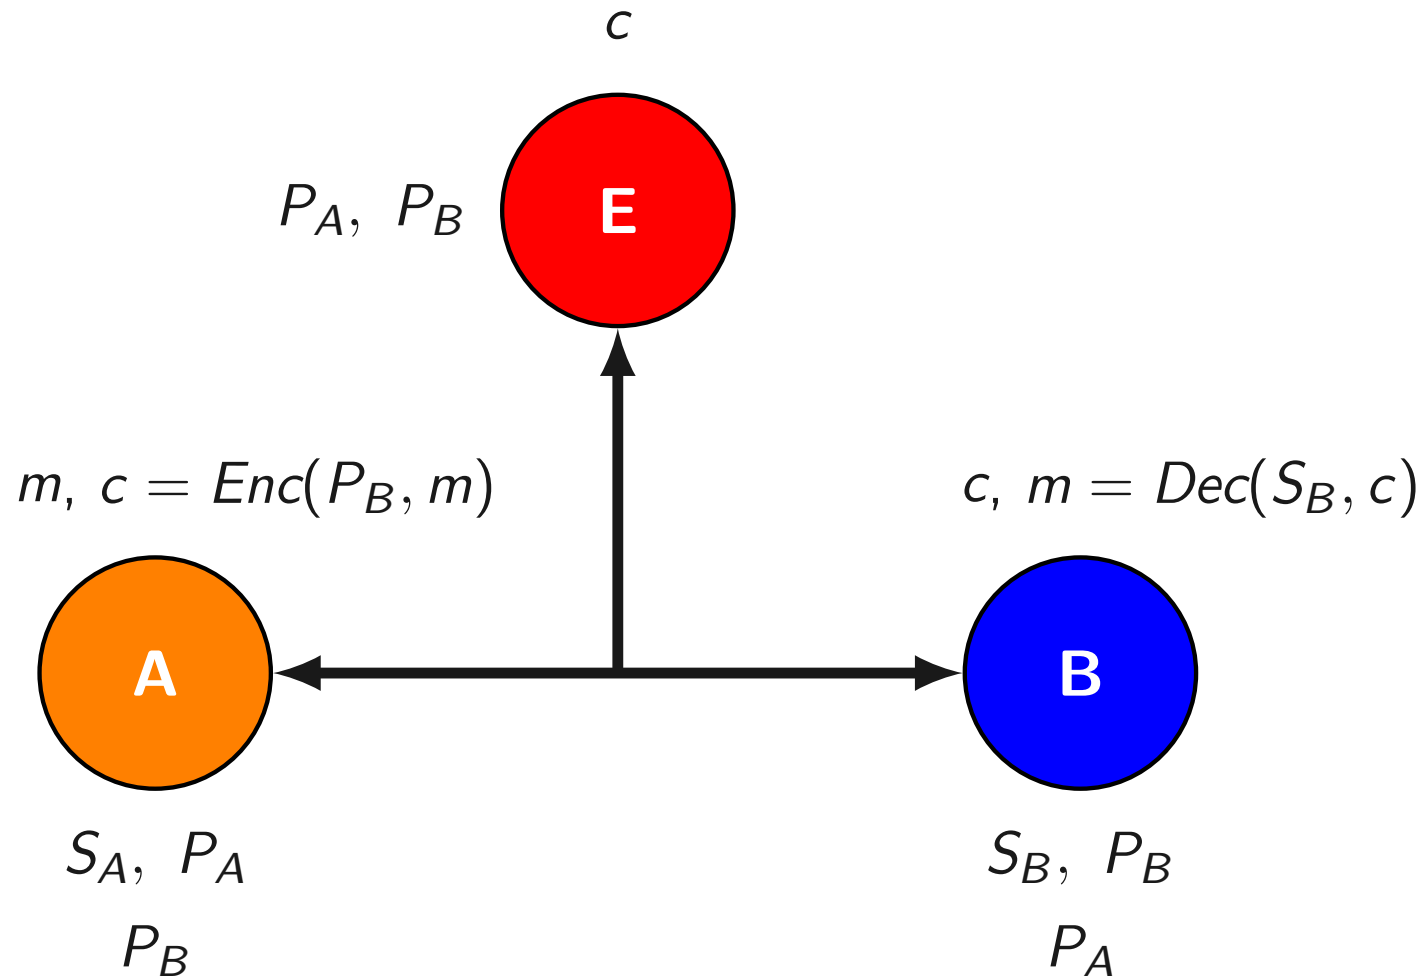 c
P_A, P_B
E
m, c = Enc(P_B, m)
c, m = Dec(S_B, c)
A
B
S_A, P_A
S_B, P_B
P_B
P_A